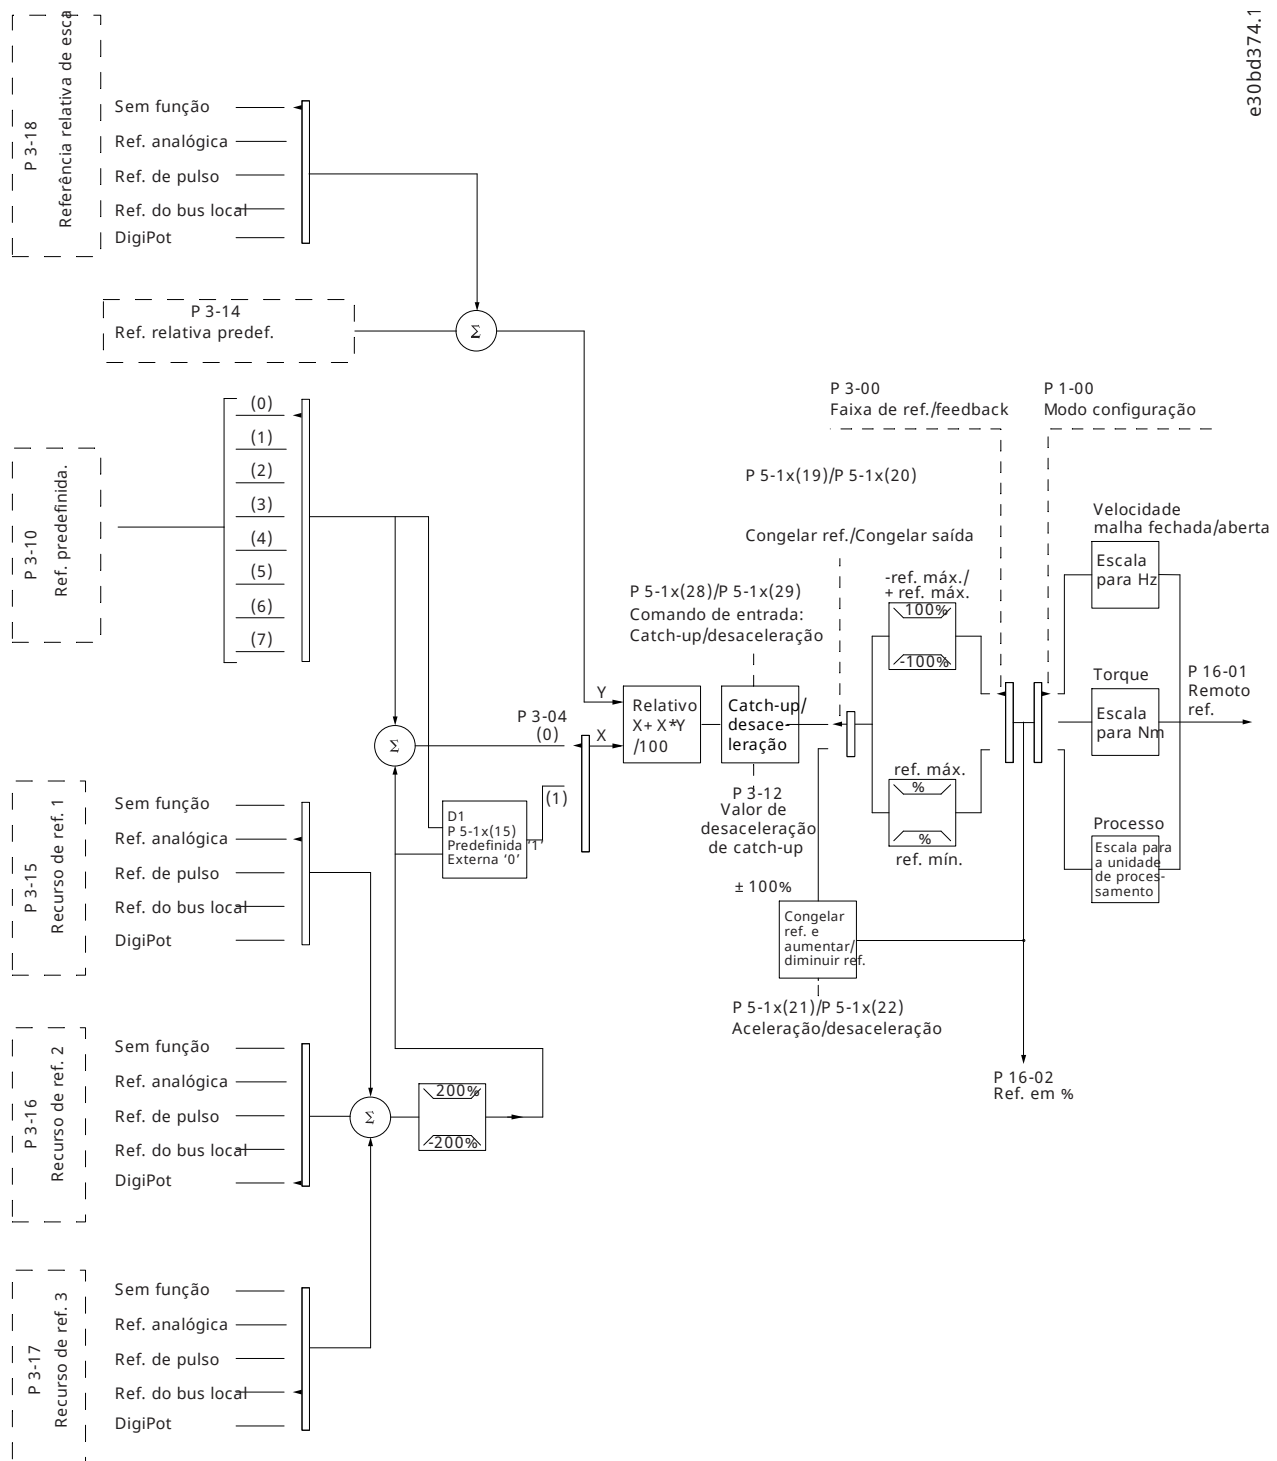 e30bd374.1
P 3-18
Referência relativa de esca
Sem função
Ref. analógica
Ref. de pulso
Ref. do bus local
DigiPot
P 3-14
Ref. relativa predef.
Σ
P 3-10
Ref. predefinida.
(0)
(1)
(2)
(3)
(4)
(5)
(6)
(7)
P 3-00
Faixa de ref./feedback
P 1-00
Modo configuração
P 5-1x(19)/P 5-1x(20)
Congelar ref./Congelar saída
Velocidade
malha fechada/aberta
Escala
para Hz
-ref. máx./
+ ref. máx.
100%
-100%
P 5-1x(28)/P 5-1x(29)
Comando de entrada:
Catch-up/desaceleração
Y
X
P 3-04
(0)
(1)
Relativo
X+ X*Y
/100
Catch-up/
desace-
leração
Torque
Escala
para Nm
P 16-01
Remoto
ref.
Σ
D1
P 5-1x(15)
Predefinida '1'
Externa '0'
P 3-12
Valor de
desaceleração
de catch-up
ref. máx.
%
%
ref. mín.
Processo
Escala para
a unidade
de proces-
samento
± 100%
Congelar
ref. e
aumentar/
diminuir ref.
P 5-1x(21)/P 5-1x(22)
Aceleração/desaceleração
P 16-02
Ref. em %
P 3-15
Recurso de ref. 1
Sem função
Ref. analógica
Ref. de pulso
Ref. do bus local
DigiPot
P 3-16
Recurso de ref. 2
Sem função
Ref. analógica
Ref. de pulso
Ref. do bus local
DigiPot
Σ
200%
-200%
P 3-17
Recurso de ref. 3
Sem função
Ref. analógica
Ref. de pulso
Ref. do bus local
DigiPot